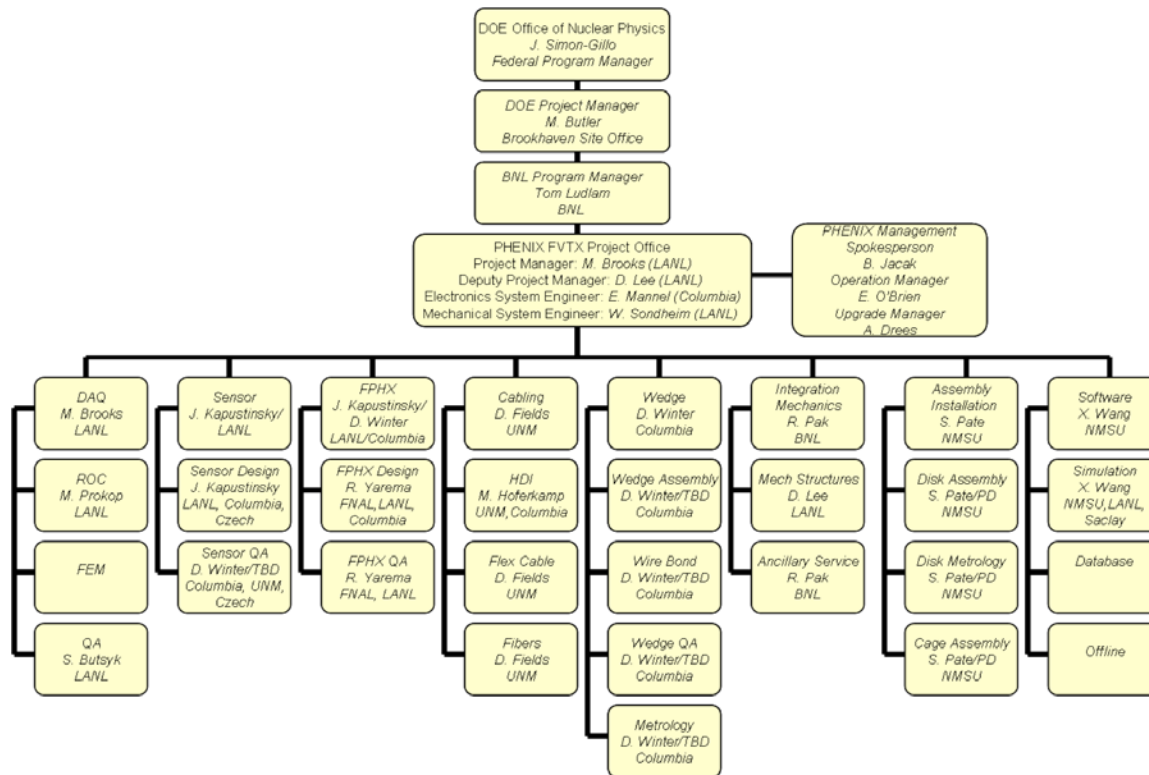 DOE Office of Nuclear Physics
J. Simon-Gillo
Federal Program Manager
DOE Project Manager
M. Butler
Brookhaven Site Office
BNL Program Manager
Tom Ludlam
BNL
PHENIX FVTX Project Office
Project Manager: M. Brooks (LANL)
Deputy Project Manager: D. Lee (LANL)
Electronics System Engineer: E. Mannel (Columbia)
Mechanical System Engineer: W. Sondheim (LANL)
PHENIX Management
Spokesperson
B. Jacak
Operation Manager
E. O'Brien
Upgrade Manager
A. Drees
DAQ
M. Brooks
LANL
ROC
M. Prokop
LANL
FEM
QA
S. Butsyk
LANL
Sensor
J. Kapustinsky/
LANL
Sensor Design
J. Kapustinsky
LANL, Columbia,
Czech
Sensor QA
D. Winter/TBD
Columbia, UNM,
Czech
FPHX
J. Kapustinsky/
D. Winter
LANL/Columbia
FPHX Design
R. Yarema
FNAL,LANL,
Columbia
FPHX QA
R. Yarema
FNAL, LANL
Cabling
D. Fields
UNM
HDI
M. Hoferkamp
UNM,Columbia
Flex Cable
D. Fields
UNM
Fibers
D. Fields
UNM
Wedge
D. Winter
Columbia
Wedge Assembly
D. Winter/TBD
Columbia
Wire Bond
D. Winter/TBD
Columbia
Wedge QA
D. Winter/TBD
Columbia
Metrology
D. Winter/TBD
Columbia
Integration
Mechanics
R. Pak
BNL
Mech Structures
D. Lee
LANL
Ancillary Service
R. Pak
BNL
Assembly
Installation
S. Pate
NMSU
Disk Assembly
S. Pate/PD
NMSU
Disk Metrology
S. Pate/PD
NMSU
Cage Assembly
S. Pate/PD
NMSU
Software
X. Wang
NMSU
Simulation
X. Wang
NMSU,LANL,
Saclay
Database
Offline